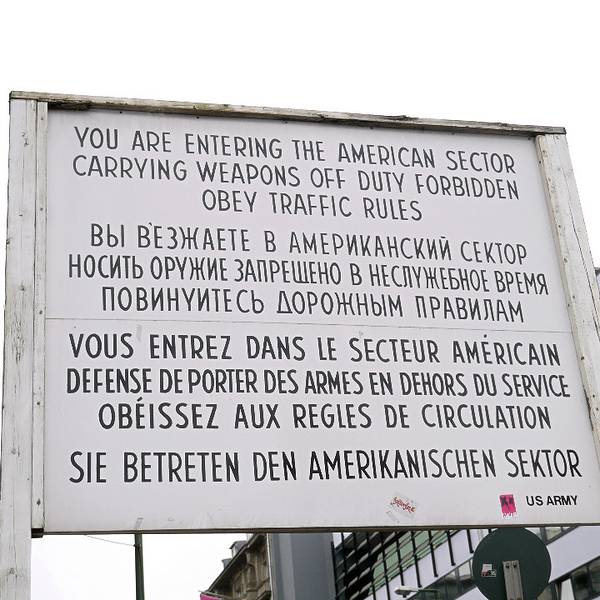 YOU ARE ENTERING THE AMERICAN SECTOR
CARRYING WEAPONS OFF DUTY FORBIDDEN
OBEY TRAFFIC RULES
ВЫ В'ЕЗЖАЕТЕ В АМЕРИКАНСКИЙ СЕКТОР
НОСИТЬ ОРУЖИЕ ЗАПРЕЩЕНО В НЕСЛУЖЕБНОЕ ВРЕМЯ
ПОВИНУИТЕСЬ ДОРОЖНЫМ ПРАВИЛАМ
VOUS ENTREZ DANS LE SECTEUR AMÉRICAIN
DEFENSE DE PORTER DES ARMES EN DEHORS DU SERVICE
OBÉISSEZ AUX REGLES DE CIRCULATION
SIE BETRETEN DEN AMERIKANISCHEN SEKTOR
US ARMY